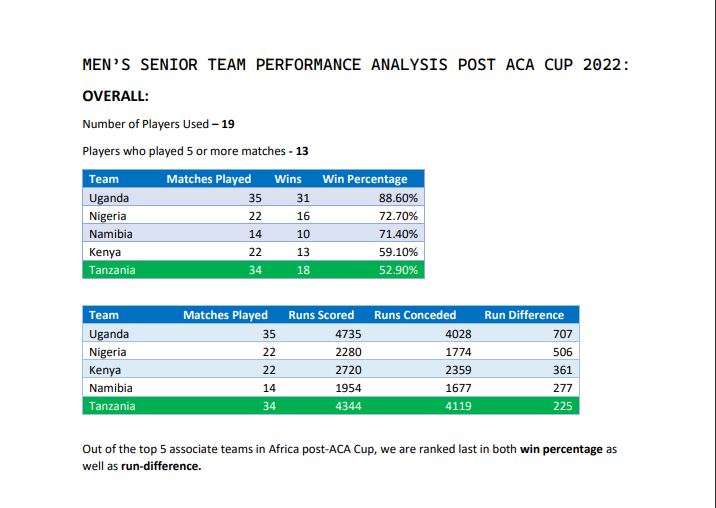 MEN’S SENIOR TEAM PERFORMANCE ANALYSIS POST ACA CUP 2022:
OVERALL:
Number of Players Used – 19
Players who played 5 or more matches - 13
Team Matches Played Wins Win Percentage
Uganda 35 31 88.60%
Nigeria 22 16 72.70%
Namibia 14 10 71.40%
Kenya 22 13 59.10%
Tanzania 34 18 52.90%
Team Matches Played Runs Scored Runs Conceded Run Difference
Uganda 35 4735 4028 707
Nigeria 22 2280 1774 506
Kenya 22 2720 2359 361
Namibia 14 1954 1677 277
Tanzania 34 4344 4119 225
Out of the top 5 associate teams in Africa post-ACA Cup, we are ranked last in both win percentage as
well as run-difference.